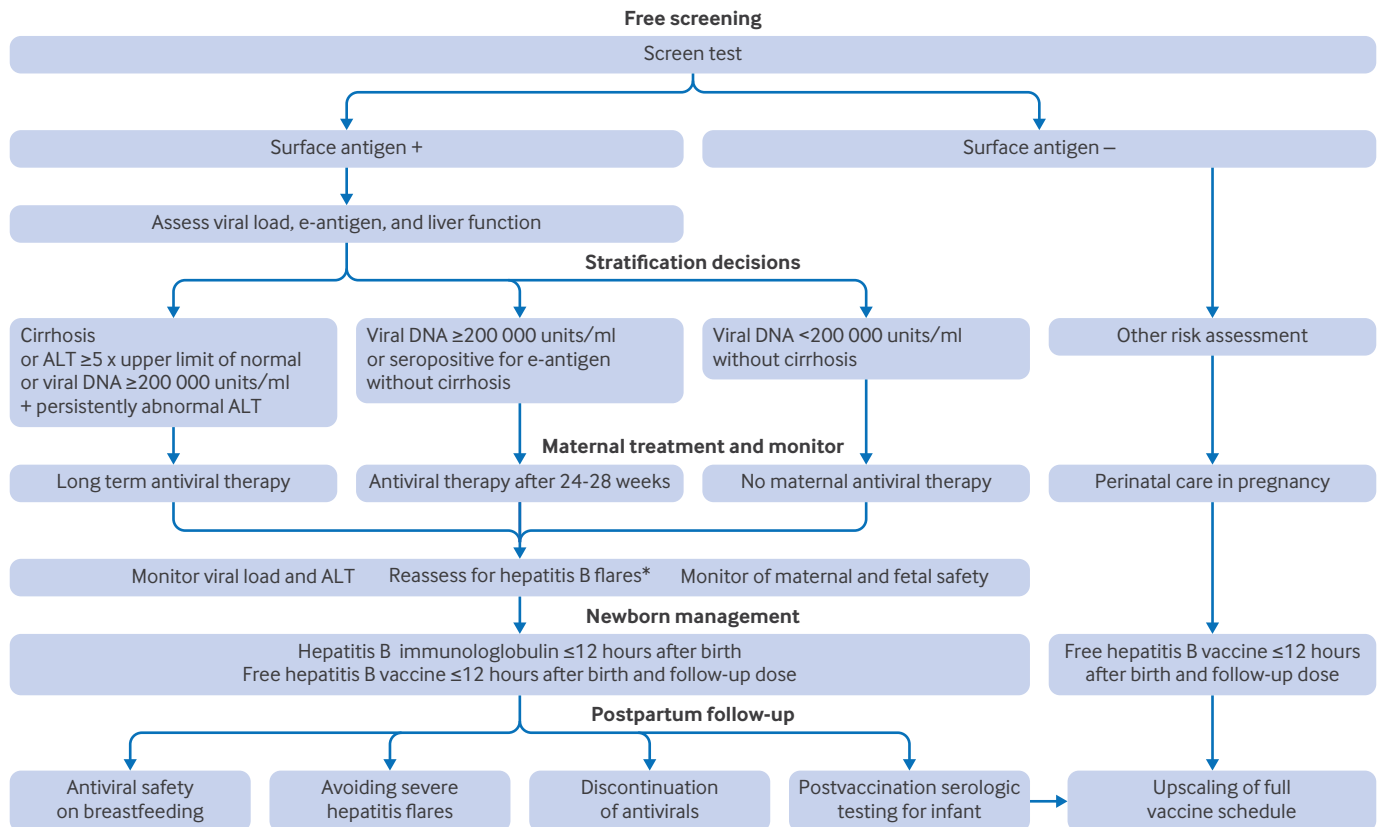 Free screening
Screen test
Surface antigen +
Surface antigen –
Assess viral load, e-antigen, and liver function
Stratification decisions
Cirrhosis
or ALT ≥5 x upper limit of normal
or viral DNA ≥200 000 units/ml
+ persistently abnormal ALT
Viral DNA ≥200 000 units/ml
or seropositive for e-antigen
without cirrhosis
Viral DNA <200 000 units/ml
without cirrhosis
Other risk assessment
Maternal treatment and monitor
Long term antiviral therapy
Antiviral therapy after 24-28 weeks
No maternal antiviral therapy
Perinatal care in pregnancy
Monitor viral load and ALT
Reassess for hepatitis B flares*
Monitor of maternal and fetal safety
Newborn management
Hepatitis B immunologlobulin ≤12 hours after birth
Free hepatitis B vaccine ≤12 hours after birth and follow-up dose
Free hepatitis B vaccine ≤12 hours
after birth and follow-up dose
Postpartum follow-up
Antiviral safety
on breastfeeding
Avoiding severe
hepatitis flares
Discontinuation
of antivirals
Postvaccination serologic
testing for infant
Upscaling of full
vaccine schedule